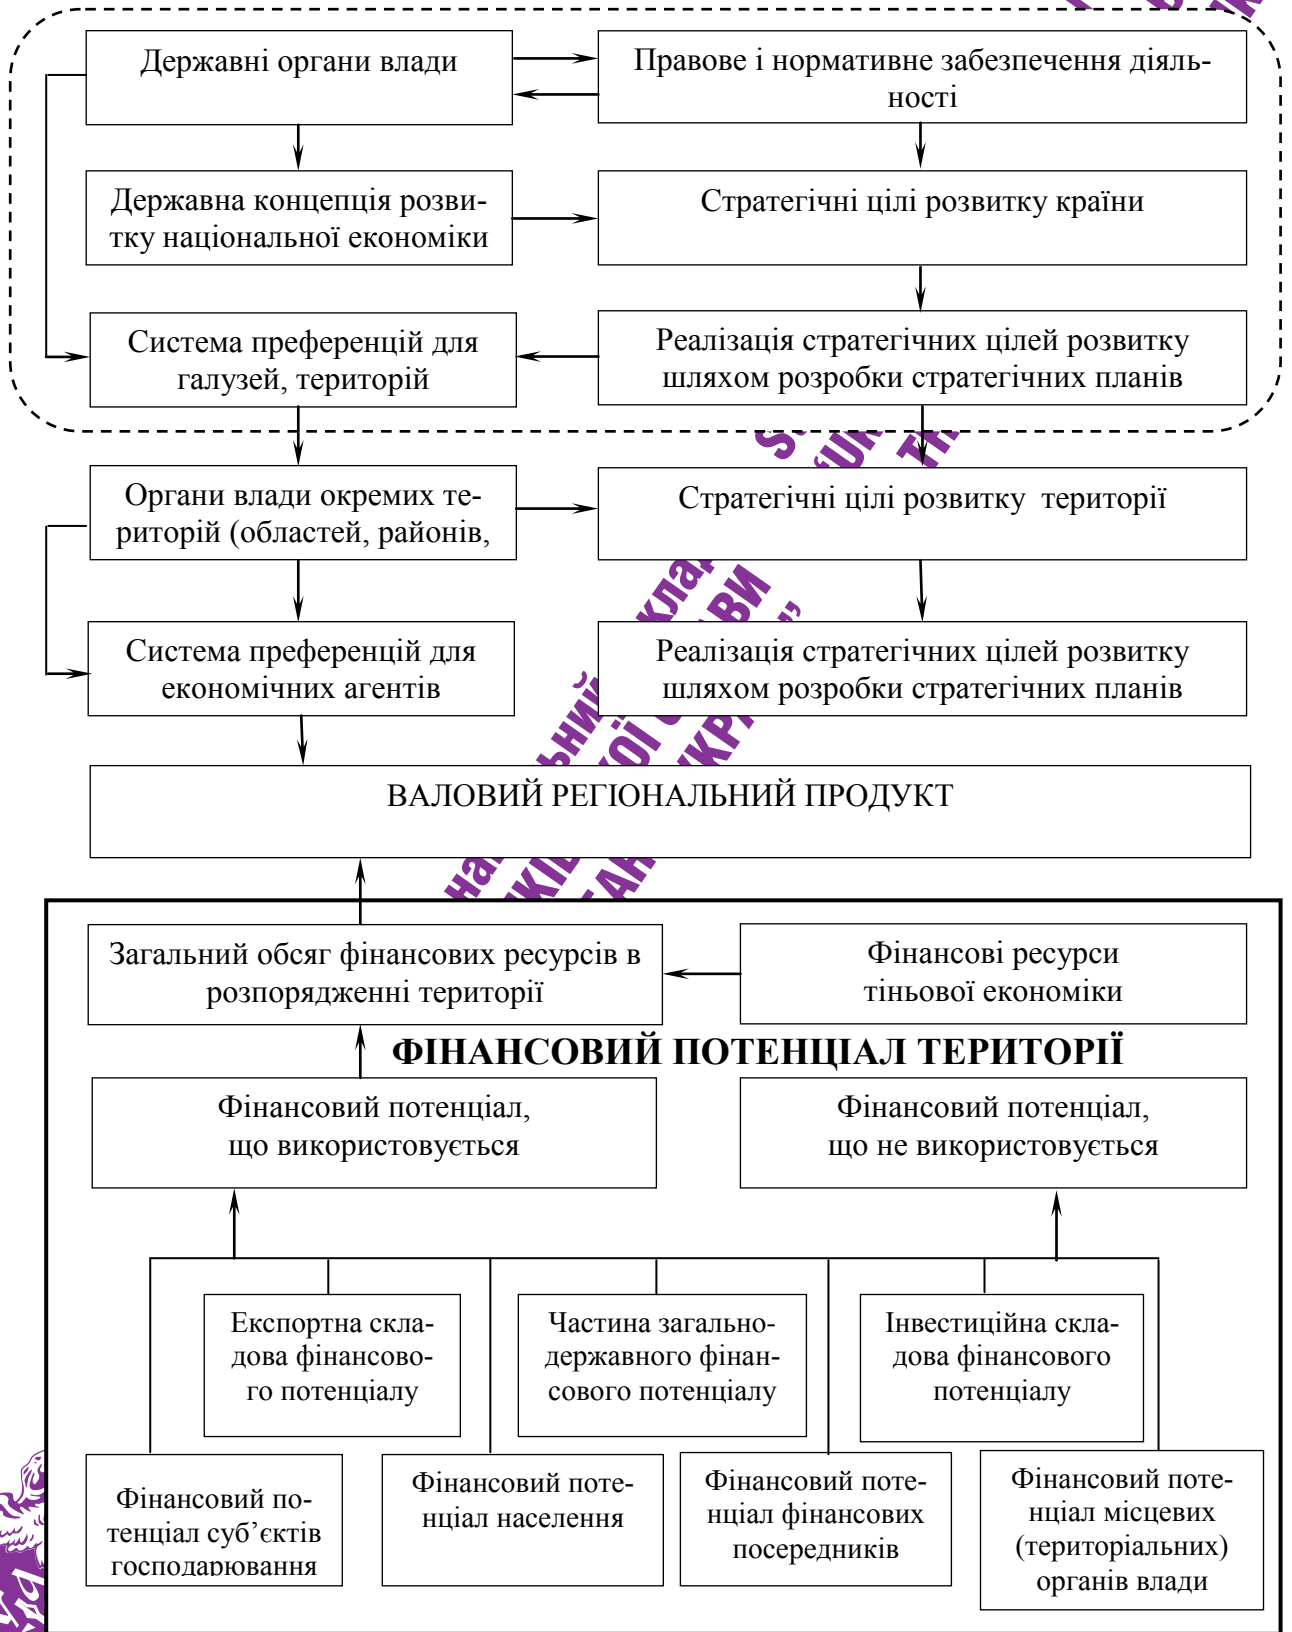 Державні органи влади
Правове і нормативне забезпечення діяль-
ності
Державна концепція розви-
тку національної економіки
Стратегічні цілі розвитку країни
Система преференцій для
галузей, територій
Реалізація стратегічних цілей розвитку
шляхом розробки стратегічних планів
Органи влади окремих те-
риторій (областей, районів,
Стратегічні цілі розвитку території
Система преференцій для
економічних агентів
Реалізація стратегічних цілей розвитку
шляхом розробки стратегічних планів
ВАЛОВИЙ РЕГІОНАЛЬНИЙ ПРОДУКТ
Загальний обсяг фінансових ресурсів в
розпорядженні території
Фінансові ресурси
тіньової економіки
ФІНАНСОВИЙ ПОТЕНЦІАЛ ТЕРИТОРІЇ
Фінансовий потенціал,
що використовується
Фінансовий потенціал,
що не використовується
Експортна скла-
дова фінансово-
го потенціалу
Частина загально-
державного фінан-
сового потенціалу
Інвестиційна скла-
дова фінансового
потенціалу
Фінансовий по-
тенціал суб’єктів
господарювання
Фінансовий поте-
нціал населення
Фінансовий поте-
нціал фінансових
посередників
Фінансовий поте-
нціал місцевих
(територіальних)
органів влади